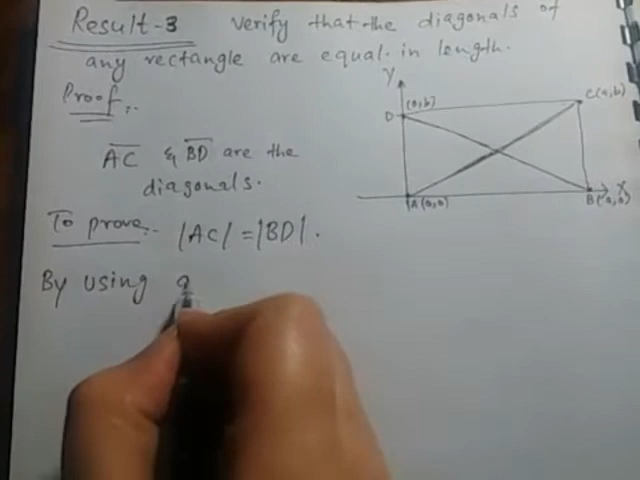 Result-3 Verify that the diagonals of
any rectangle are equal in length.
Proof:-
AC & BD are the
diagonals.
To prove:- |AC| = |BD|.
By using
Y
D (0,b)
C(a,b)
A(0,0)
X